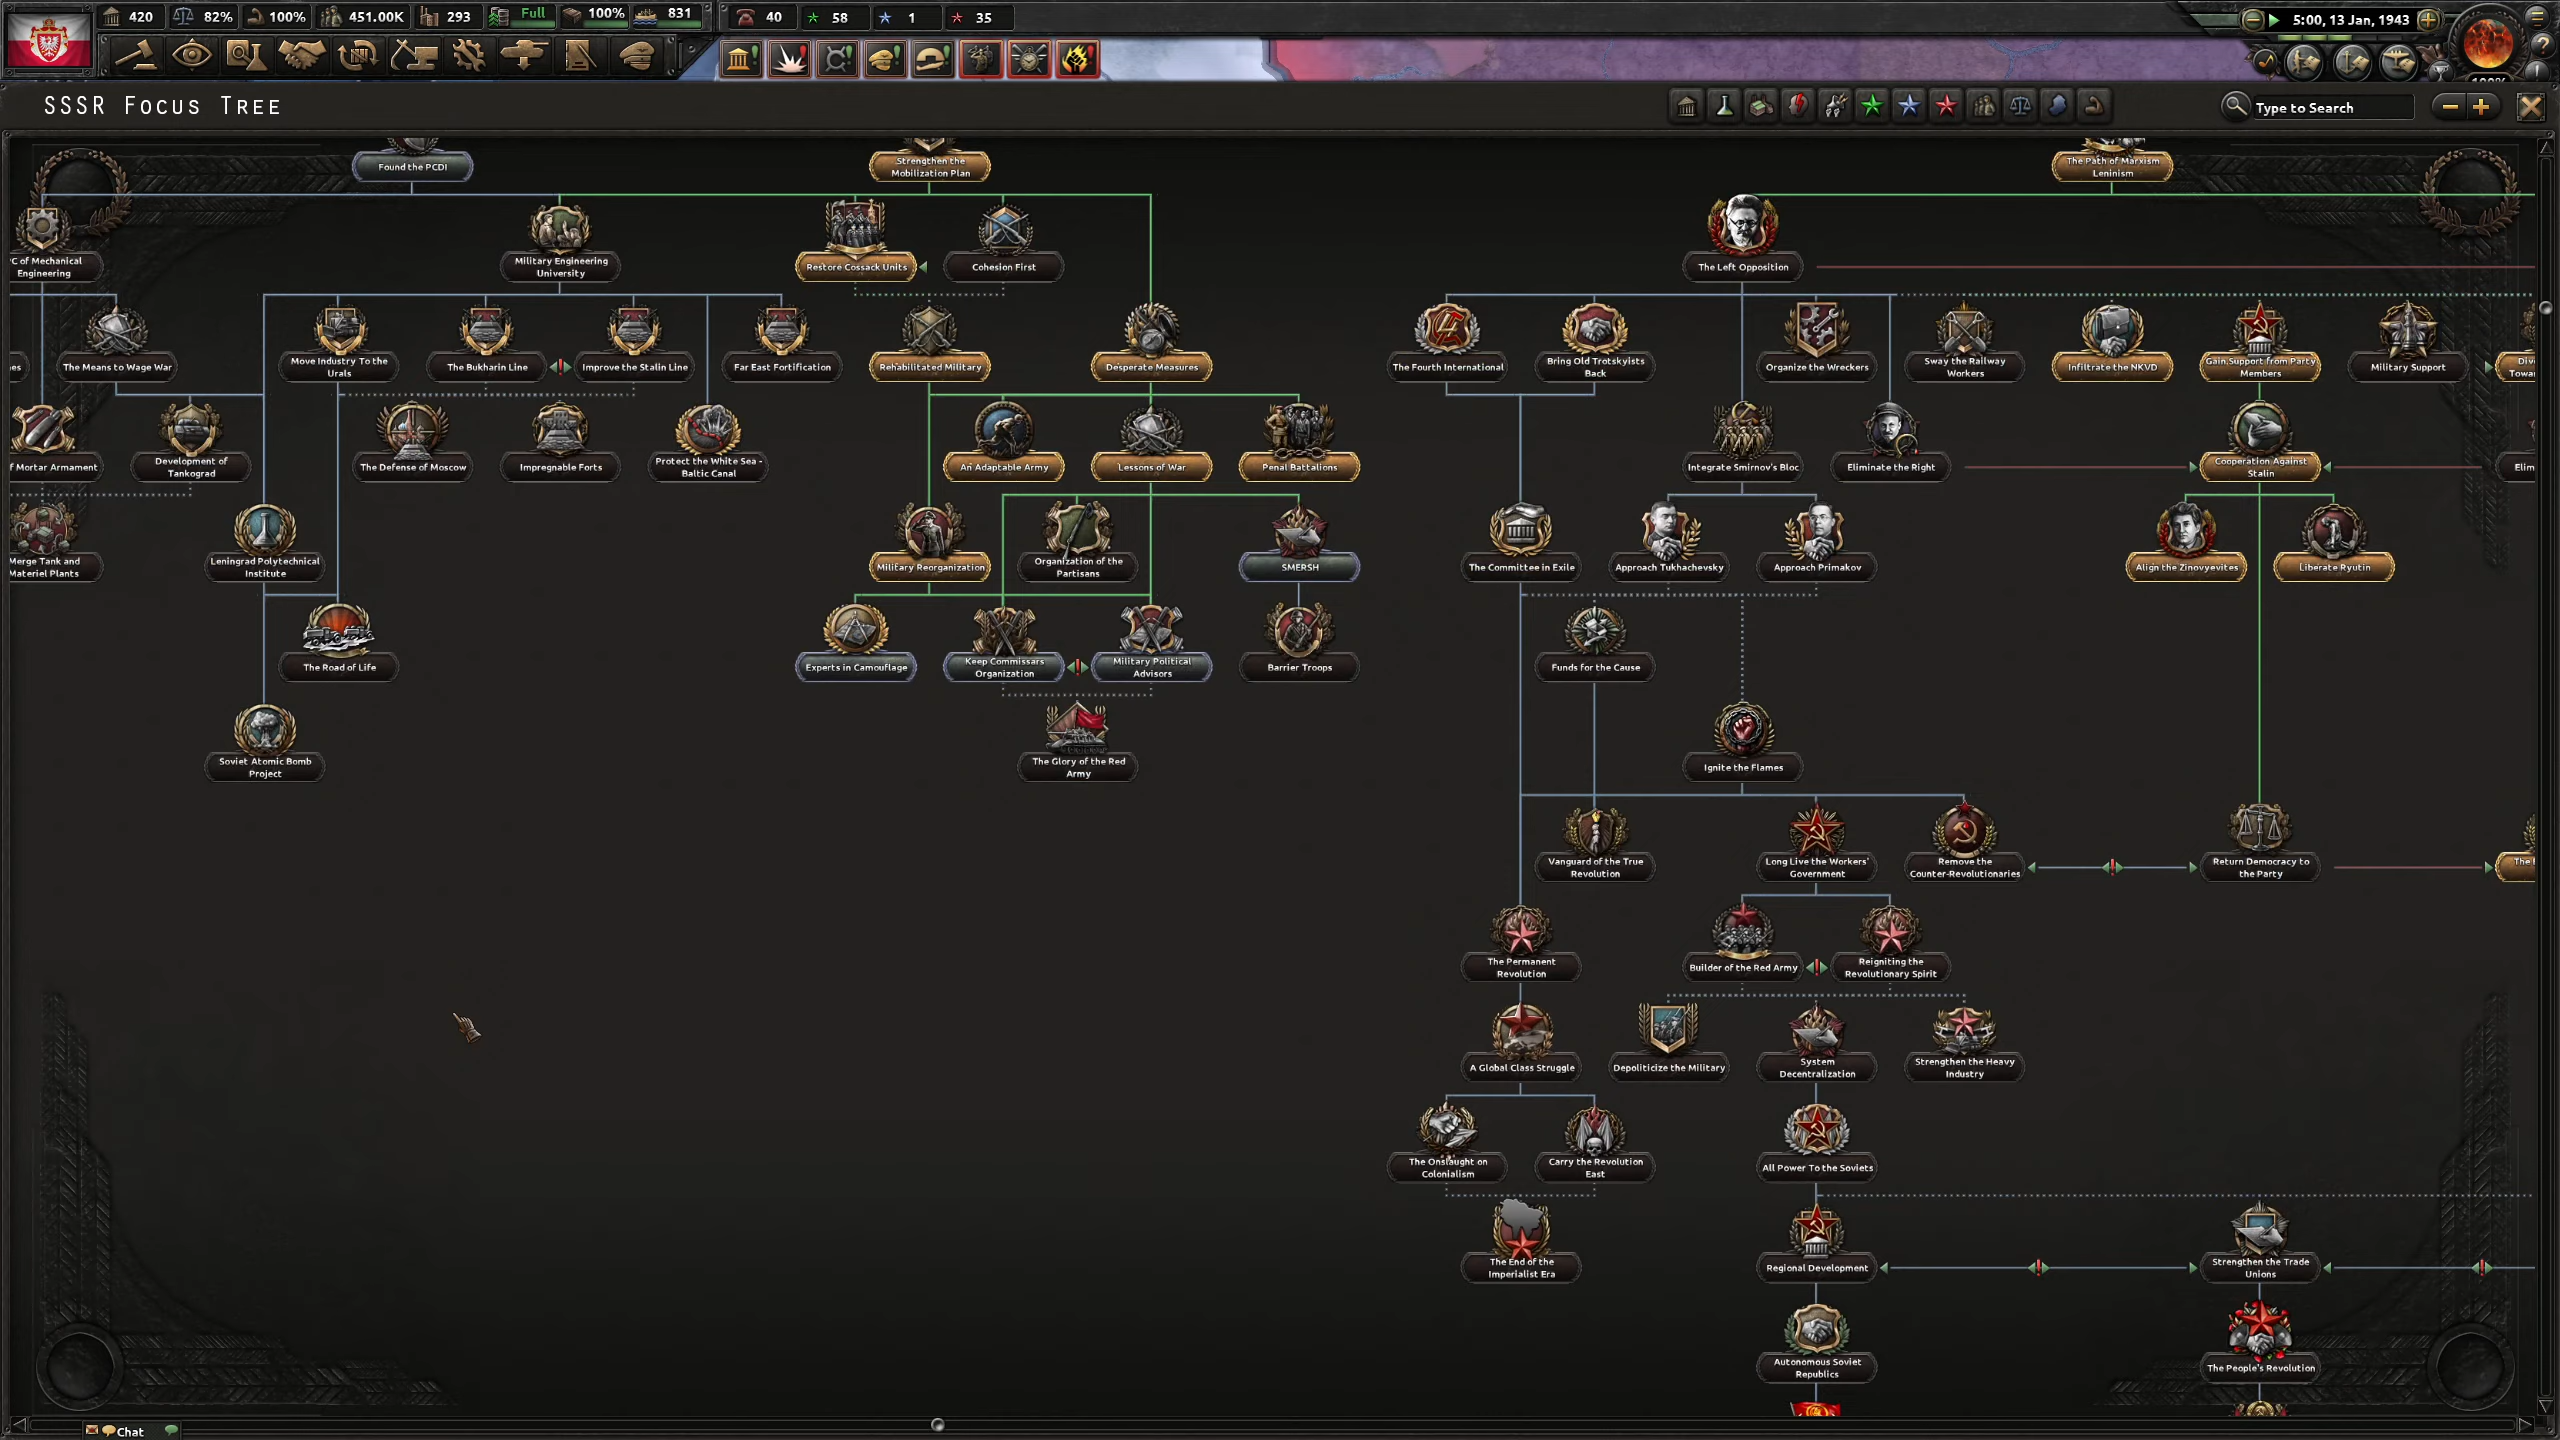 420 82% 100% 451.00K 293 Full 100% 831 40 58 1 35 5:00, 13 Jan, 1943
SSSR Focus Tree
Type to Search
Found the PCDI
Strengthen the
Mobilization Plan
The Path of Marxism
Leninism
C of Mechanical
Engineering
Military Engineering
University
Restore Cossack Units
Cohesion First
The Left Opposition
The Means to Wage War
Move Industry To the
Urals
The Bukharin Line
Improve the Stalin Line
Far East Fortification
Rehabilitated Military
Desperate Measures
The Fourth International
Bring Old Trotskyists
Back
Organize the Wreckers
Sway the Railway
Workers
Infiltrate the NKVD
Gain Support from Party
Members
Military Support
f Mortar Armament
Development of
Tankograd
The Defense of Moscow
Impregnable Forts
Protect the White Sea -
Baltic Canal
An Adaptable Army
Lessons of War
Penal Battalions
Integrate Smirnov's Bloc
Eliminate the Right
Cooperation Against
Stalin
Elim
Merge Tank and
Materiel Plants
Leningrad Polytechnical
Institute
Military Reorganization
Organization of the
Partisans
SMERSH
The Committee in Exile
Approach Tukhachevsky
Approach Primakov
Align the Zinovyevites
Liberate Ryutin
The Road of Life
Experts in Camouflage
Keep Commissars
Organization
Military Political
Advisors
Barrier Troops
Funds for the Cause
Soviet Atomic Bomb
Project
The Glory of the Red
Army
Ignite the Flames
Vanguard of the True
Revolution
Long Live the Workers'
Government
Remove the
Counter-Revolutionaries
Return Democracy to
the Party
The Permanent
Revolution
Builder of the Red Army
Reigniting the
Revolutionary Spirit
A Global Class Struggle
Depoliticize the Military
System
Decentralization
Strengthen the Heavy
Industry
The Onslaught on
Colonialism
Carry the Revolution
East
All Power To the Soviets
The End of the
Imperialist Era
Regional Development
Strengthen the Trade
Unions
Autonomous Soviet
Republics
The People's Revolution
Chat